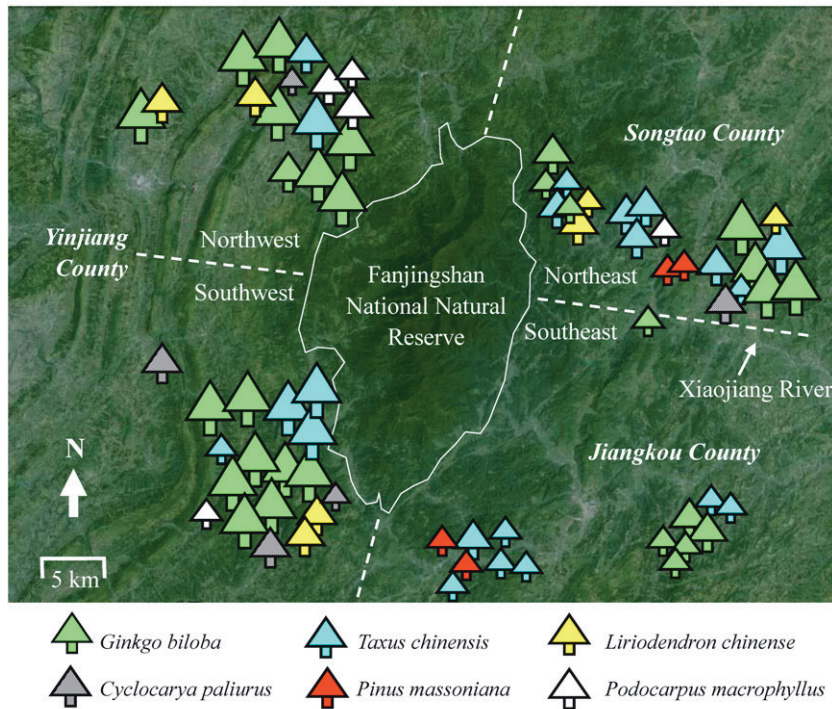 Songtao County
Yinjiang
County
Northwest
Southwest
Fanjingshan
National Natural
Reserve
Northeast
Southeast
Xiaojiang River
Jiangkou County
N
5 km
Ginkgo biloba
Taxus chinensis
Liriodendron chinense
Cyclocarya paliurus
Pinus massoniana
Podocarpus macrophyllus